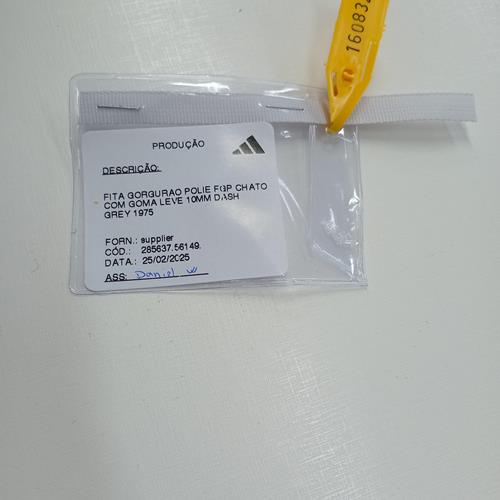 PRODUÇÃO
DESCRIÇÃO:
FITA GORGURAO POLIE FGP CHATO
COM GOMA LEVE 10MM DASH
GREY 1975
FORN.: supplier
CÓD.: 285637.56149.
DATA.: 25/02/2025
ASS: Daniel W